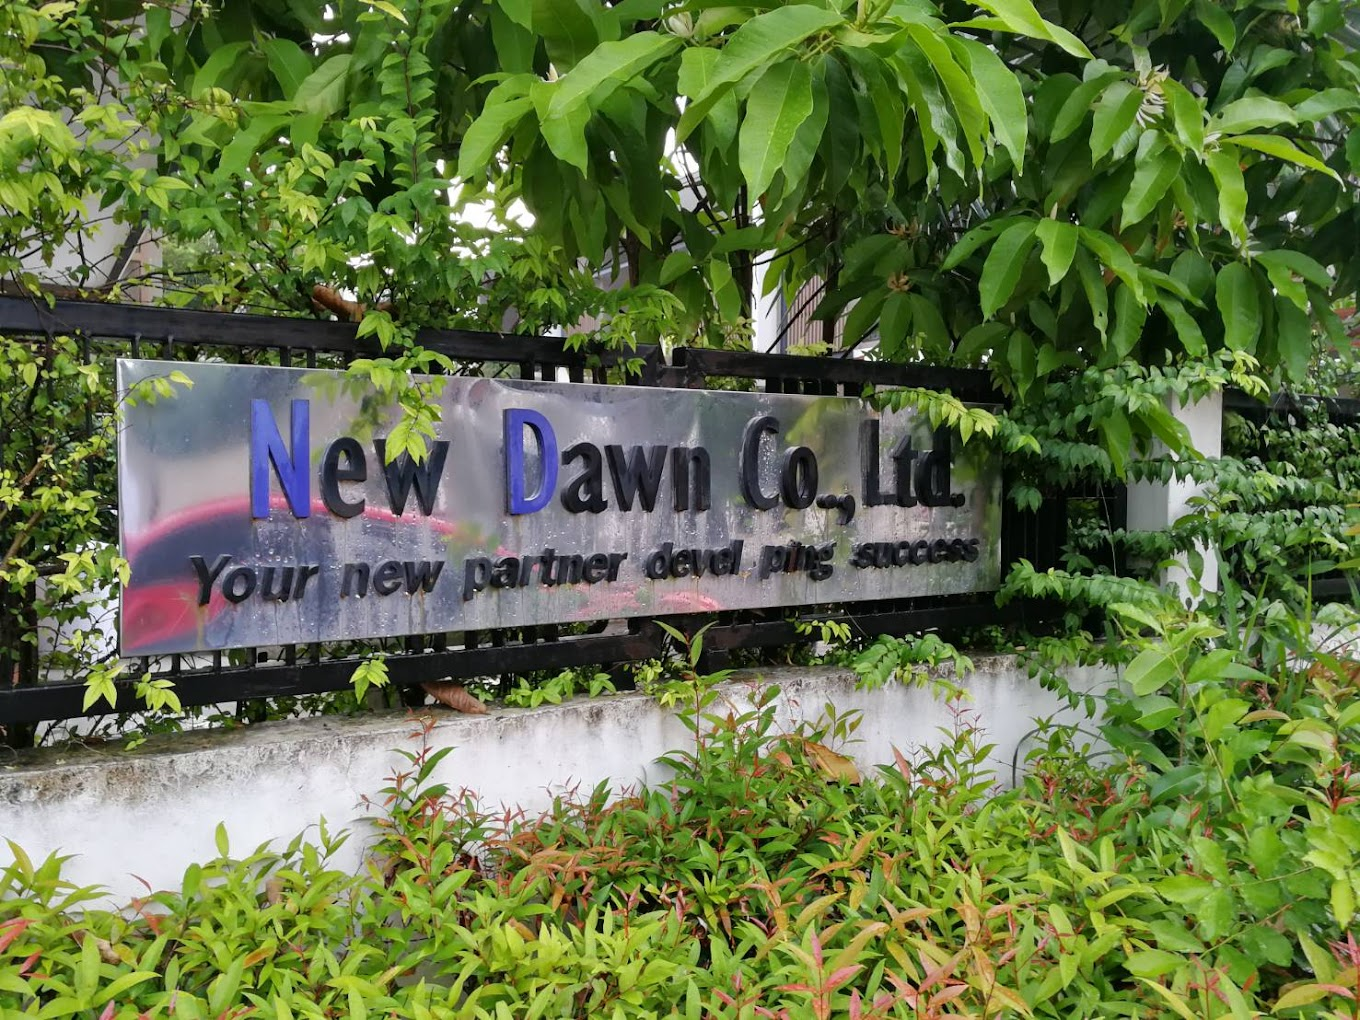 New Dawn Co.,Ltd.
Your new partner devel ping success